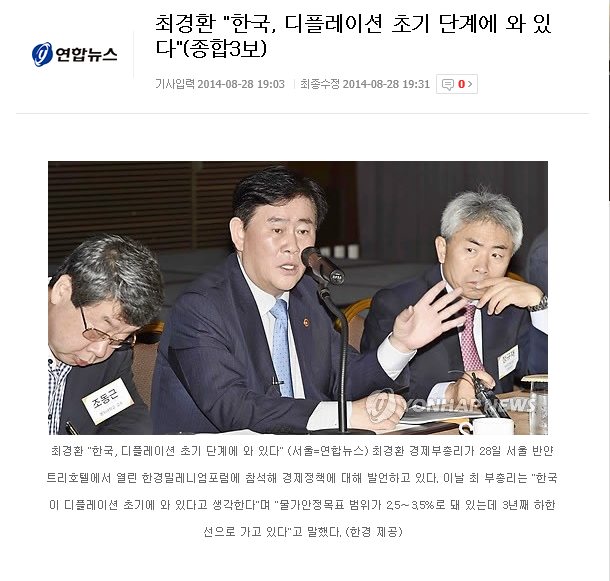 최경환 "한국, 디플레이션 초기 단계에 와 있
다"(종합3보)
연합뉴스
기사입력 2014-08-28 19:03 | 최종수정 2014-08-28 19:31 0
조동근
YONHAPNEWS
최경환 "한국, 디플레이션 초기 단계에 와 있다" (서울=연합뉴스) 최경환 경제부총리가 28일 서울 반얀
트리호텔에서 열린 한경밀레니엄포럼에 참석해 경제정책에 대해 발언하고 있다. 이날 최 부총리는 "한국
이 디플레이션 초기에 와 있다고 생각한다"며 "물가안정목표 범위가 2.5~3.5%로 돼 있는데 3년째 하한
선으로 가고 있다"고 말했다. (한경 제공)